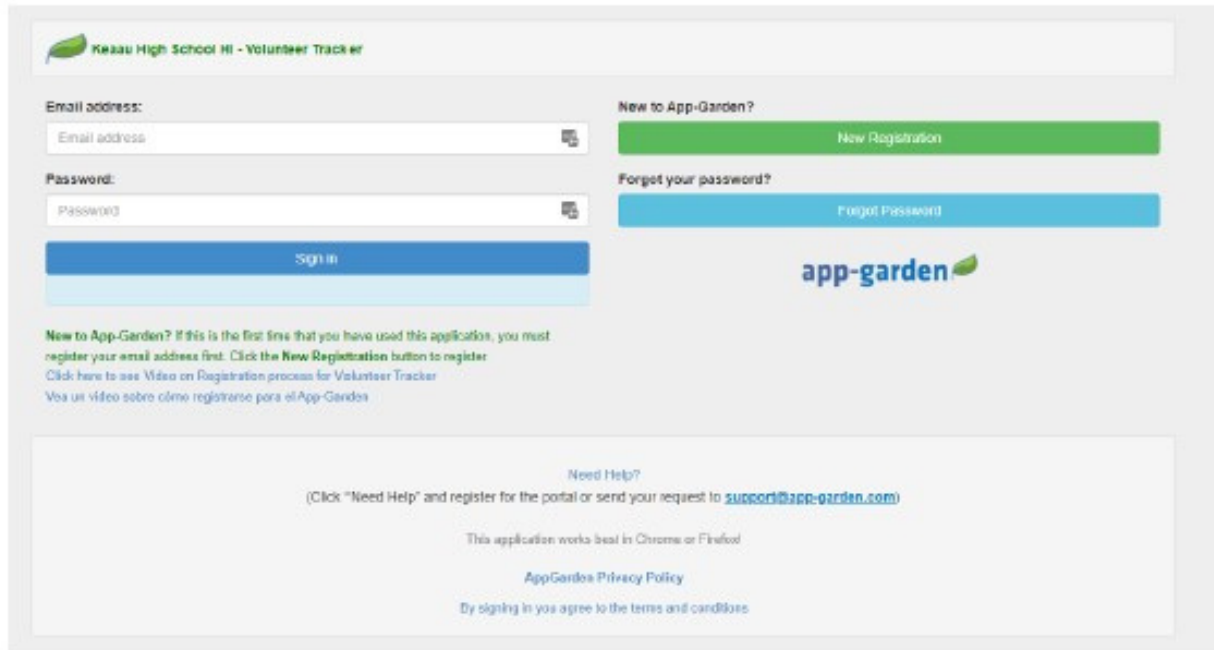 Keaau High School HI - Volunteer Tracker
Email address:
Email address
Password:
Password
Sign in
New to App-Garden?
New Registration
Forgot your password?
Forgot Password
app-garden
New to App-Garden? If this is the first time that you have used this application, you must
register your email address first. Click the New Registration button to register
Click here to see Video on Registration process for Volunteer Tracker
Vea un video sobre cómo registrarse para el App-Garden
Need Help?
(Click "Need Help" and register for the portal or send your request to support@app-garden.com)
This application works best in Chrome or Firefox!
AppGarden Privacy Policy
By signing in you agree to the terms and conditions